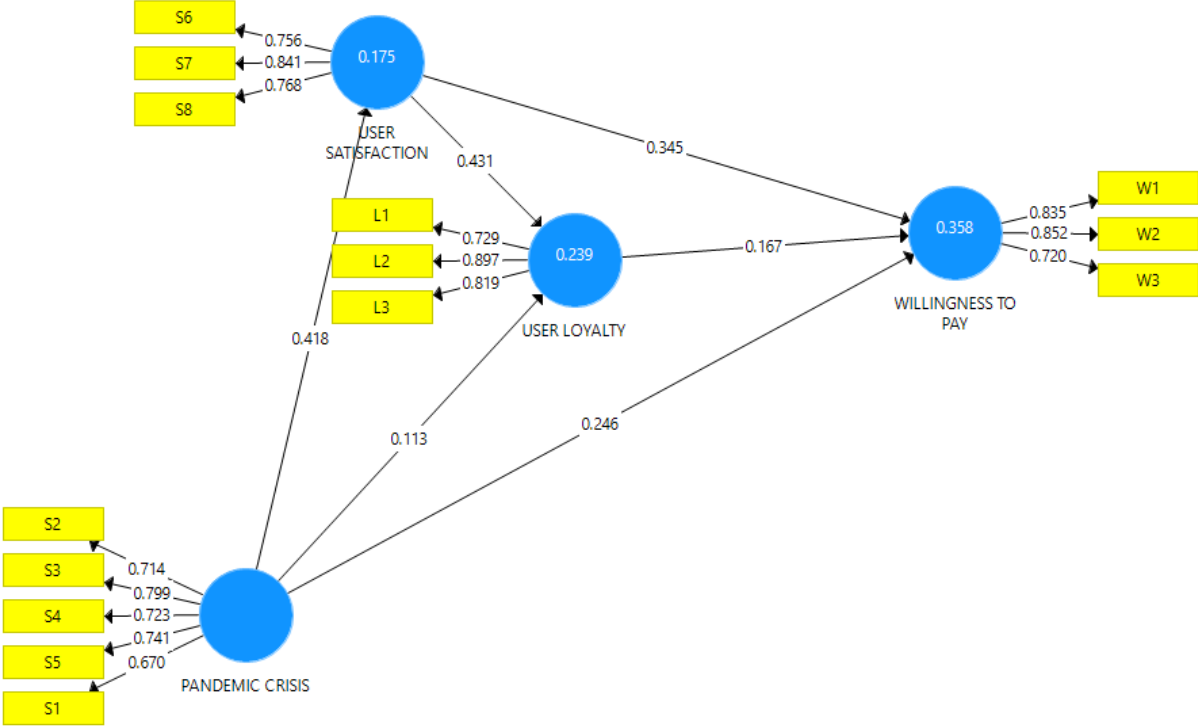 S6
S7
S8
0.756
0.841
0.768
0.175
USER
SATISFACTION
0.431
0.345
L1
L2
L3
0.729
0.897
0.819
0.239
USER LOYALTY
0.167
0.358
WILLINGNESS TO
PAY
0.835
0.852
0.720
W1
W2
W3
0.418
0.113
0.246
S2
S3
S4
S5
S1
0.714
0.799
0.723
0.741
0.670
PANDEMIC CRISIS